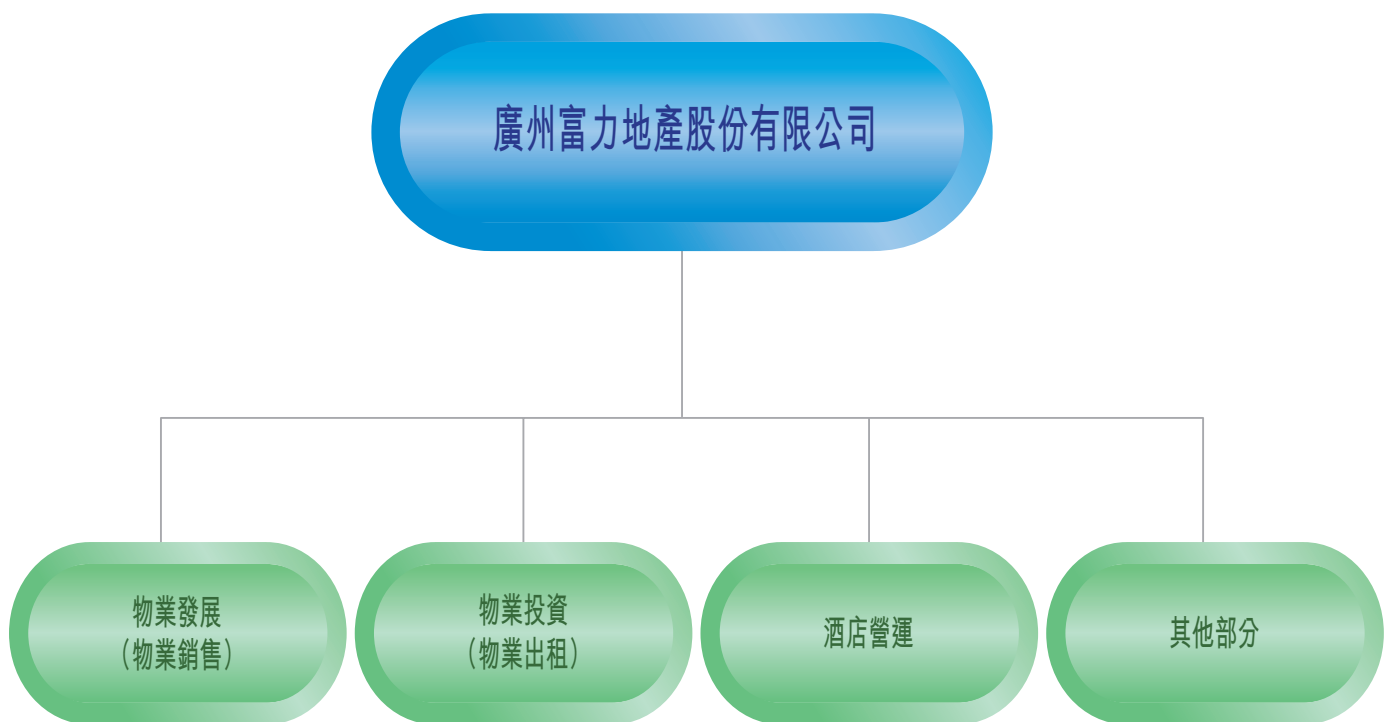 廣州富力地產股份有限公司
物業發展
（物業銷售）
物業投資
（物業出租）
酒店營運
其他部分